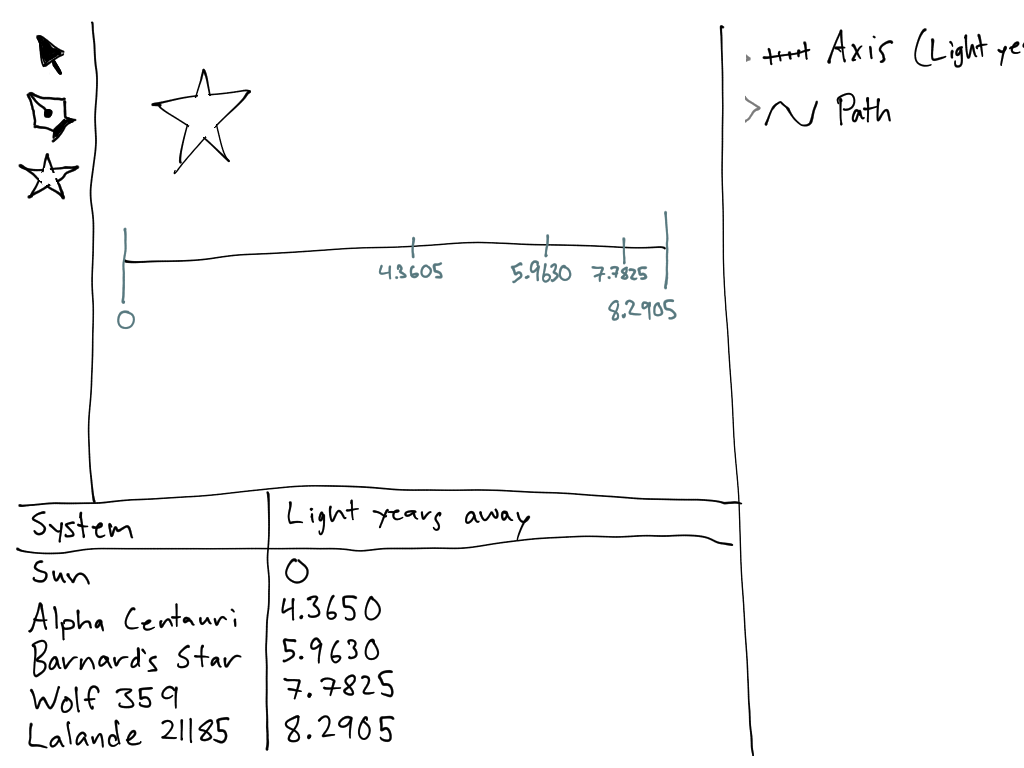 Axis (Light ye
Path
4.3605
5.9630
7.7825
8.2905
0
System Light years away
Sun 0
Alpha Centauri 4.3650
Barnard's Star 5.9630
Wolf 359 7.7825
Lalande 21185 8.2905